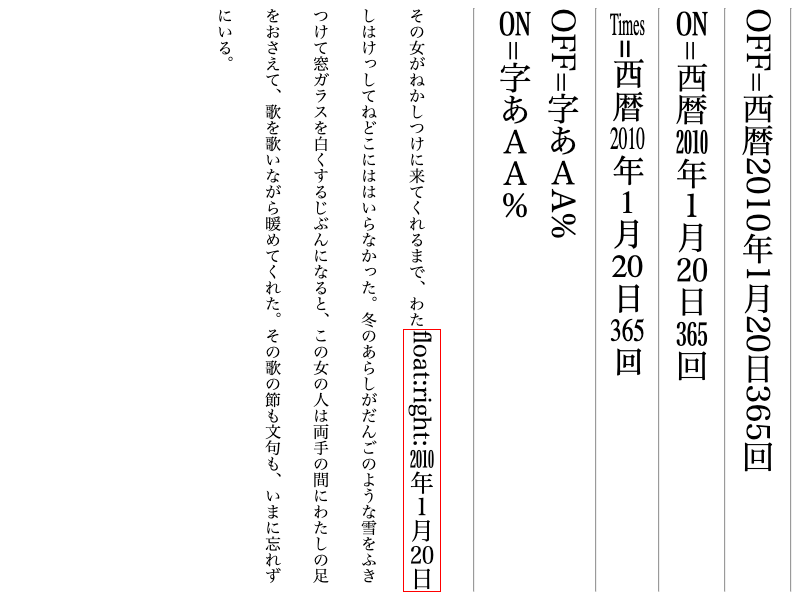 OFF=西暦2010年1月20日365回
ON=西暦2010年1月20日365回
Times=西暦2010年1月20日365回
OFF=字あAA%
ON=字あAA%
その女がねかしつけに来てくれるまで、わた
float:right:2010年1月20日
しはけっしてねどこにははいらなかった。冬のあらしがだんごのような雪をふき
つけて窓ガラスを白くするじぶんになると、この女の人は両手の間にわたしの足
をおさえて、歌を歌いながら暖めてくれた。その歌の節も文句も、いまに忘れず
にいる。